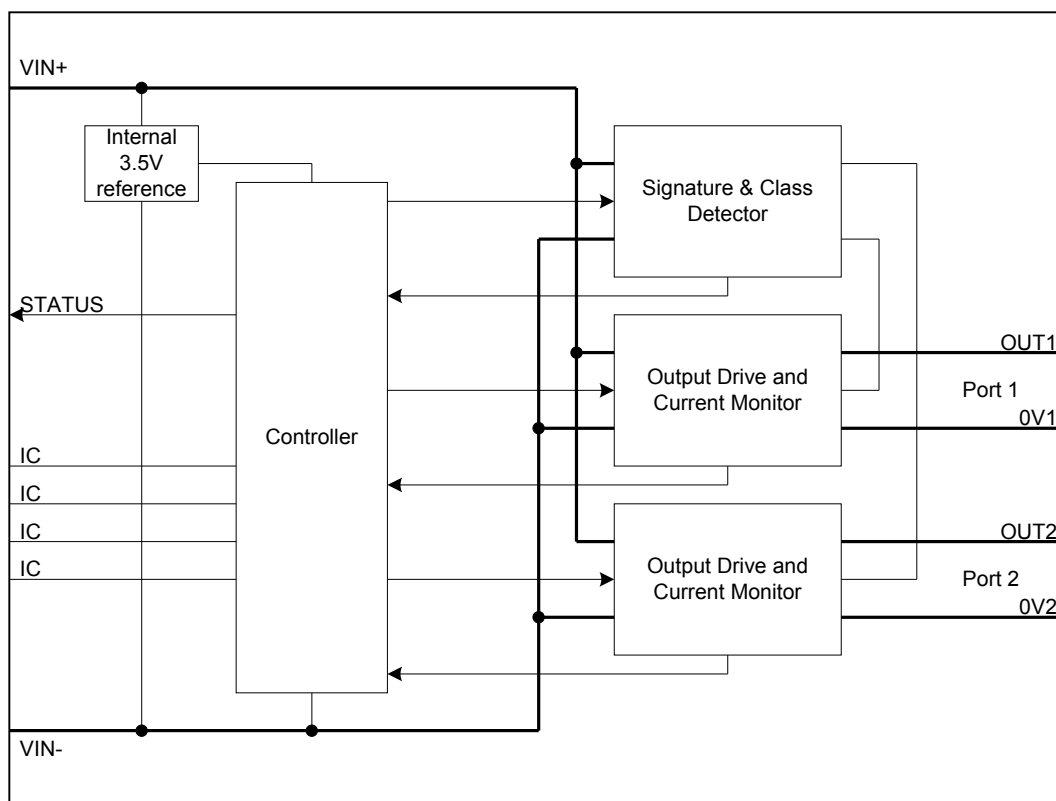 VIN+
Internal
3.5V
reference
Signature & Class
Detector
STATUS
OUT1
Output Drive and
Current Monitor
Port 1
0V1
Controller
IC
IC
IC
IC
OUT2
Output Drive and
Current Monitor
Port 2
0V2
VIN-